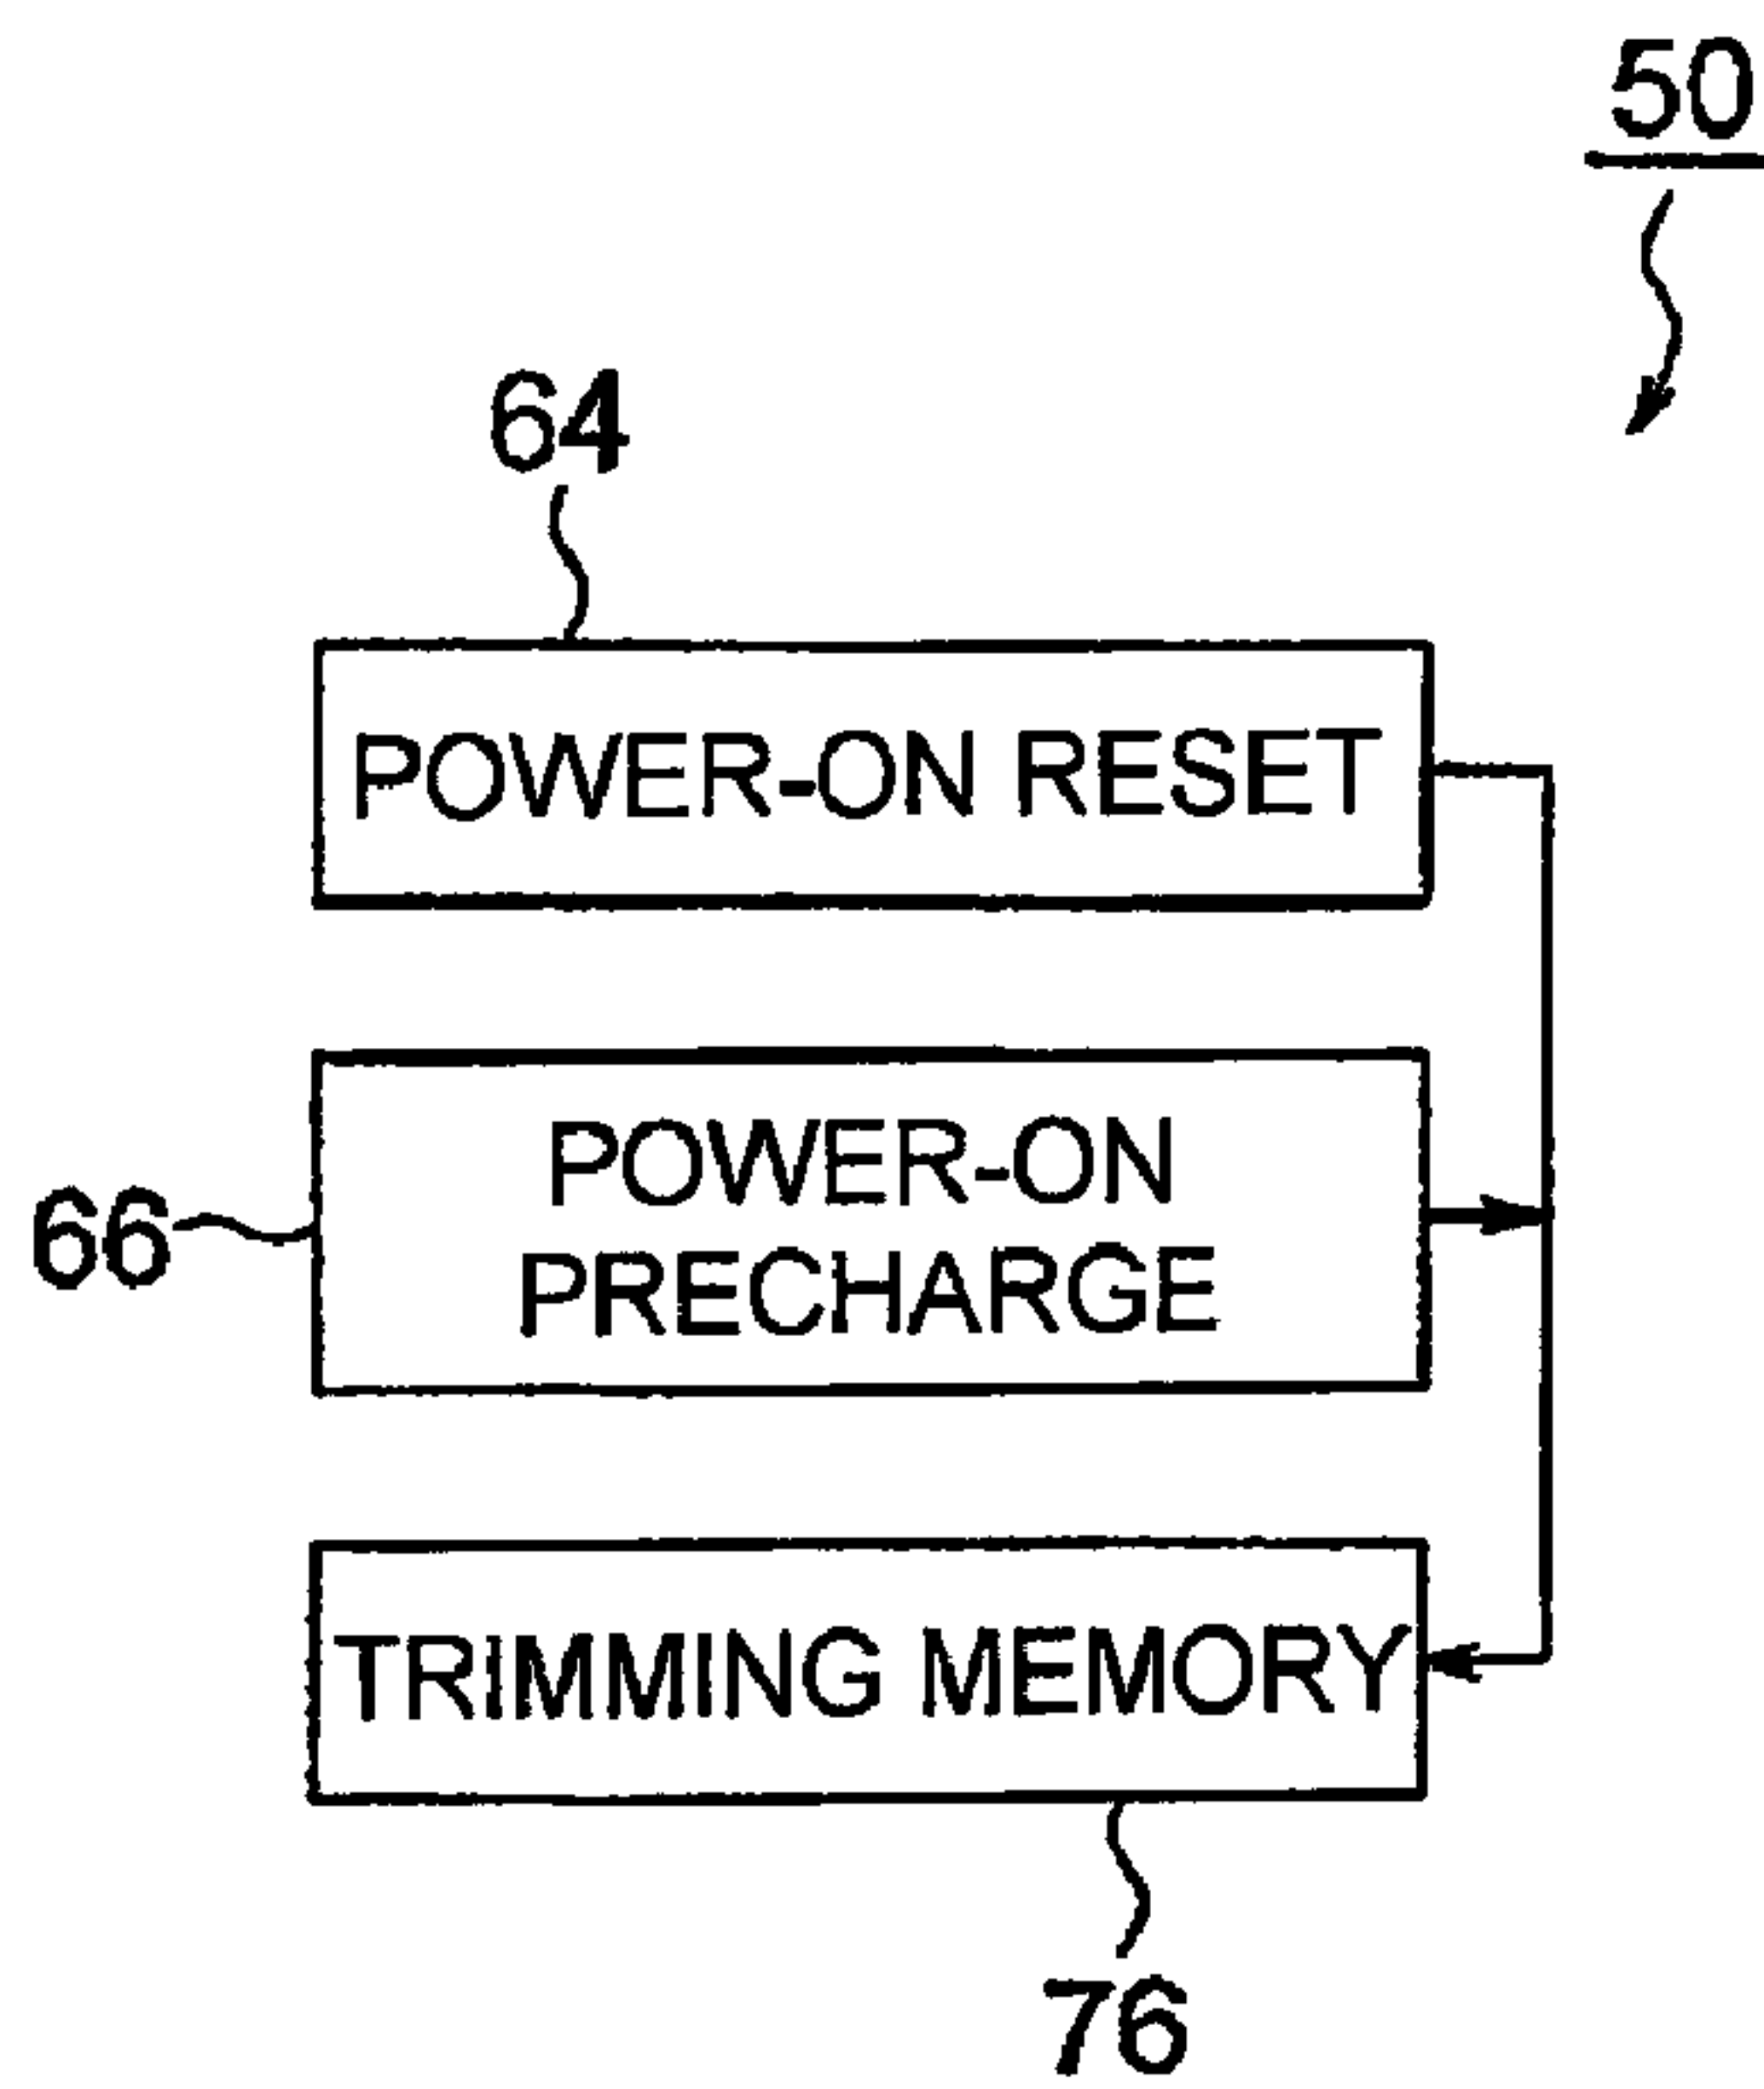 50
64
POWER-ON RESET
66
POWER-ON
PRECHARGE
TRIMMING MEMORY
76